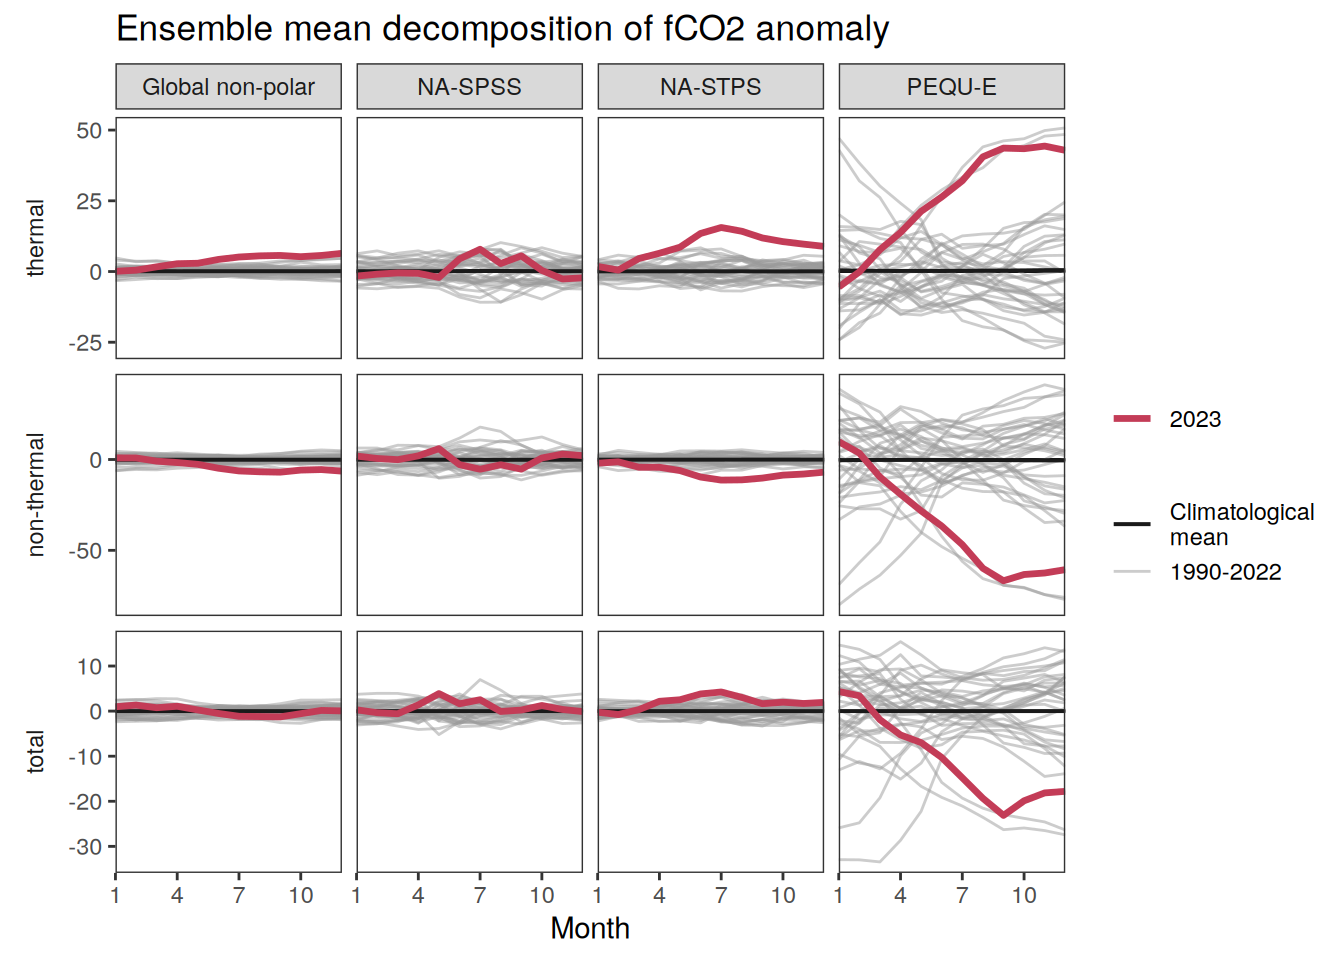 Ensemble mean decomposition of fCO2 anomaly
Global non-polar
NA-SPSS
NA-STPS
PEQU-E
thermal
50
25
0
-25
non-thermal
0
-50
total
10
0
-10
-20
-30
1 4 7 10
1 4 7 10
1 4 7 10
1 4 7 10
Month
2023
Climatological
mean
1990-2022